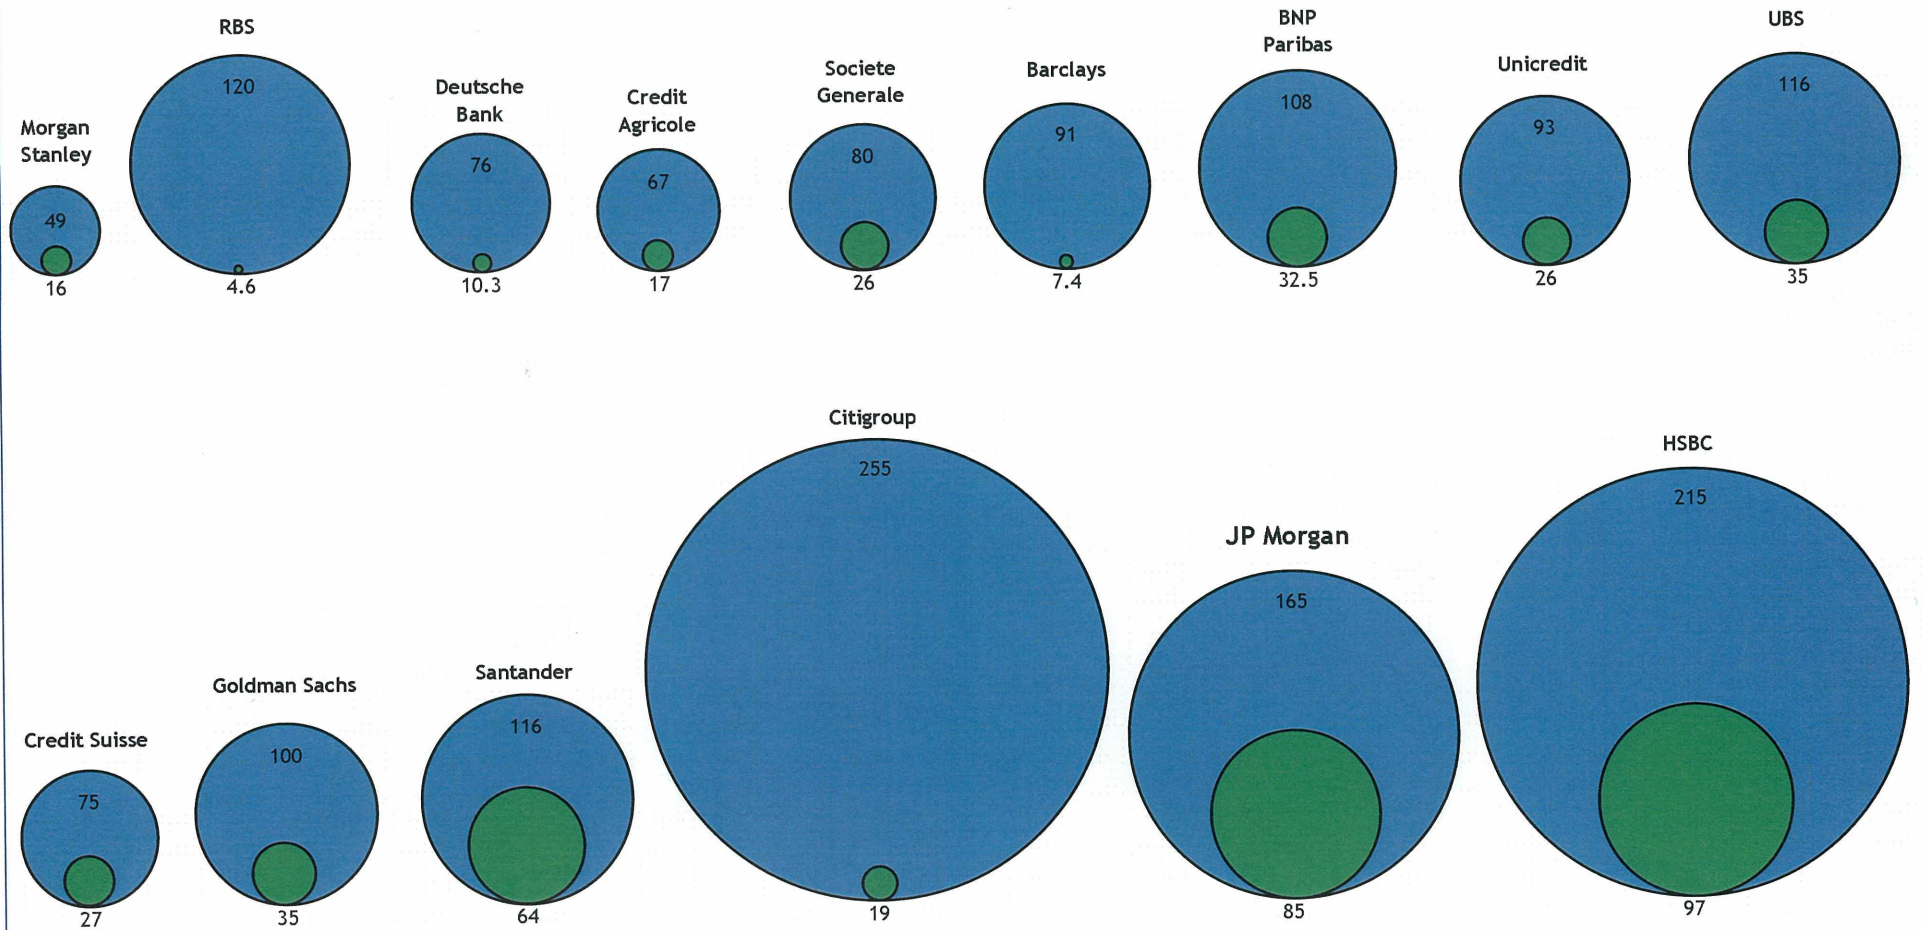 Morgan
Stanley
49
16
RBS
120
4.6
Deutsche
Bank
76
10.3
Credit
Agricole
67
17
Societe
Generale
80
26
Barclays
91
7.4
BNP
Paribas
108
32.5
Unicredit
93
26
UBS
116
35
Credit Suisse
75
27
Goldman Sachs
100
35
Santander
116
64
Citigroup
255
19
JP Morgan
165
85
HSBC
215
97